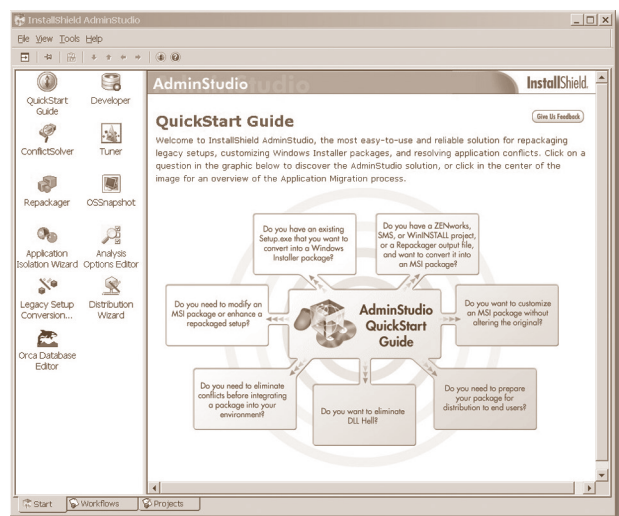 InstallShield AdminStudio
File View Tools Help
QuickStart
Guide
Developer
ConflictSolver
Tuner
Repackager
OSSnapshot
Application
Isolation Wizard
Analysis
Options Editor
Legacy Setup
Conversion...
Distribution
Wizard
Orca Database
Editor
AdminStudio
InstallShield.
QuickStart Guide
Give Us Feedback
Welcome to InstallShield AdminStudio, the most easy-to-use and reliable solution for repackaging
legacy setups, customizing Windows Installer packages, and resolving application conflicts. Click on a
question in the graphic below to discover the AdminStudio solution, or click in the center of the
image for an overview of the Application Migration process.
Do you have an existing
Setup.exe that you want to
convert into a Windows
Installer package?
Do you have a ZENworks,
SMS, or WinINSTALL project,
or a Repackager output file,
and want to convert it into
an MSI package?
Do you need to modify an
MSI package or enhance a
repackaged setup?
AdminStudio
QuickStart
Guide
Do you want to customize
an MSI package without
altering the original?
Do you need to eliminate
conflicts before integrating
a package into your
environment?
Do you want to eliminate
DLL Hell?
Do you need to prepare
your package for
distribution to end users?
Start
Workflows
Projects